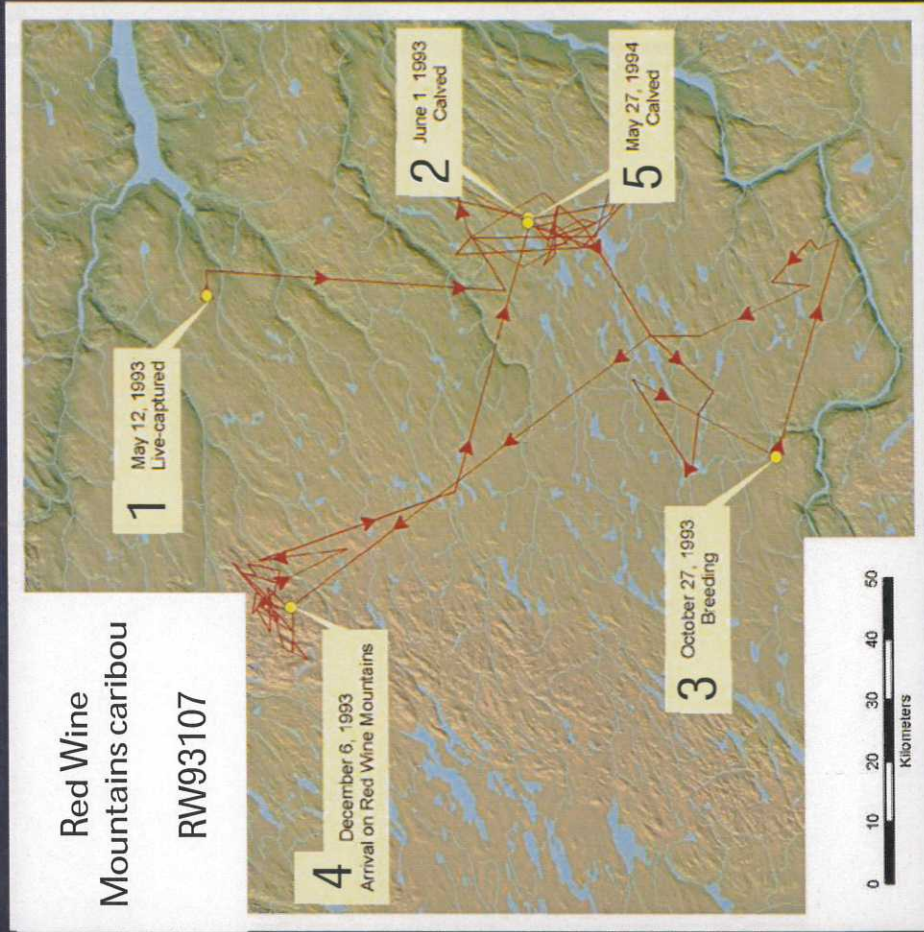 Red Wine
Mountains caribou
RW93107
1 May 12, 1993
Live-captured
2 June 1, 1993
Calved
3 October 27, 1993
Breeding
4 December 6, 1993
Arrival on Red Wine Mountains
5 May 27, 1994
Calved
0 10 20 30 40 50
Kilometers